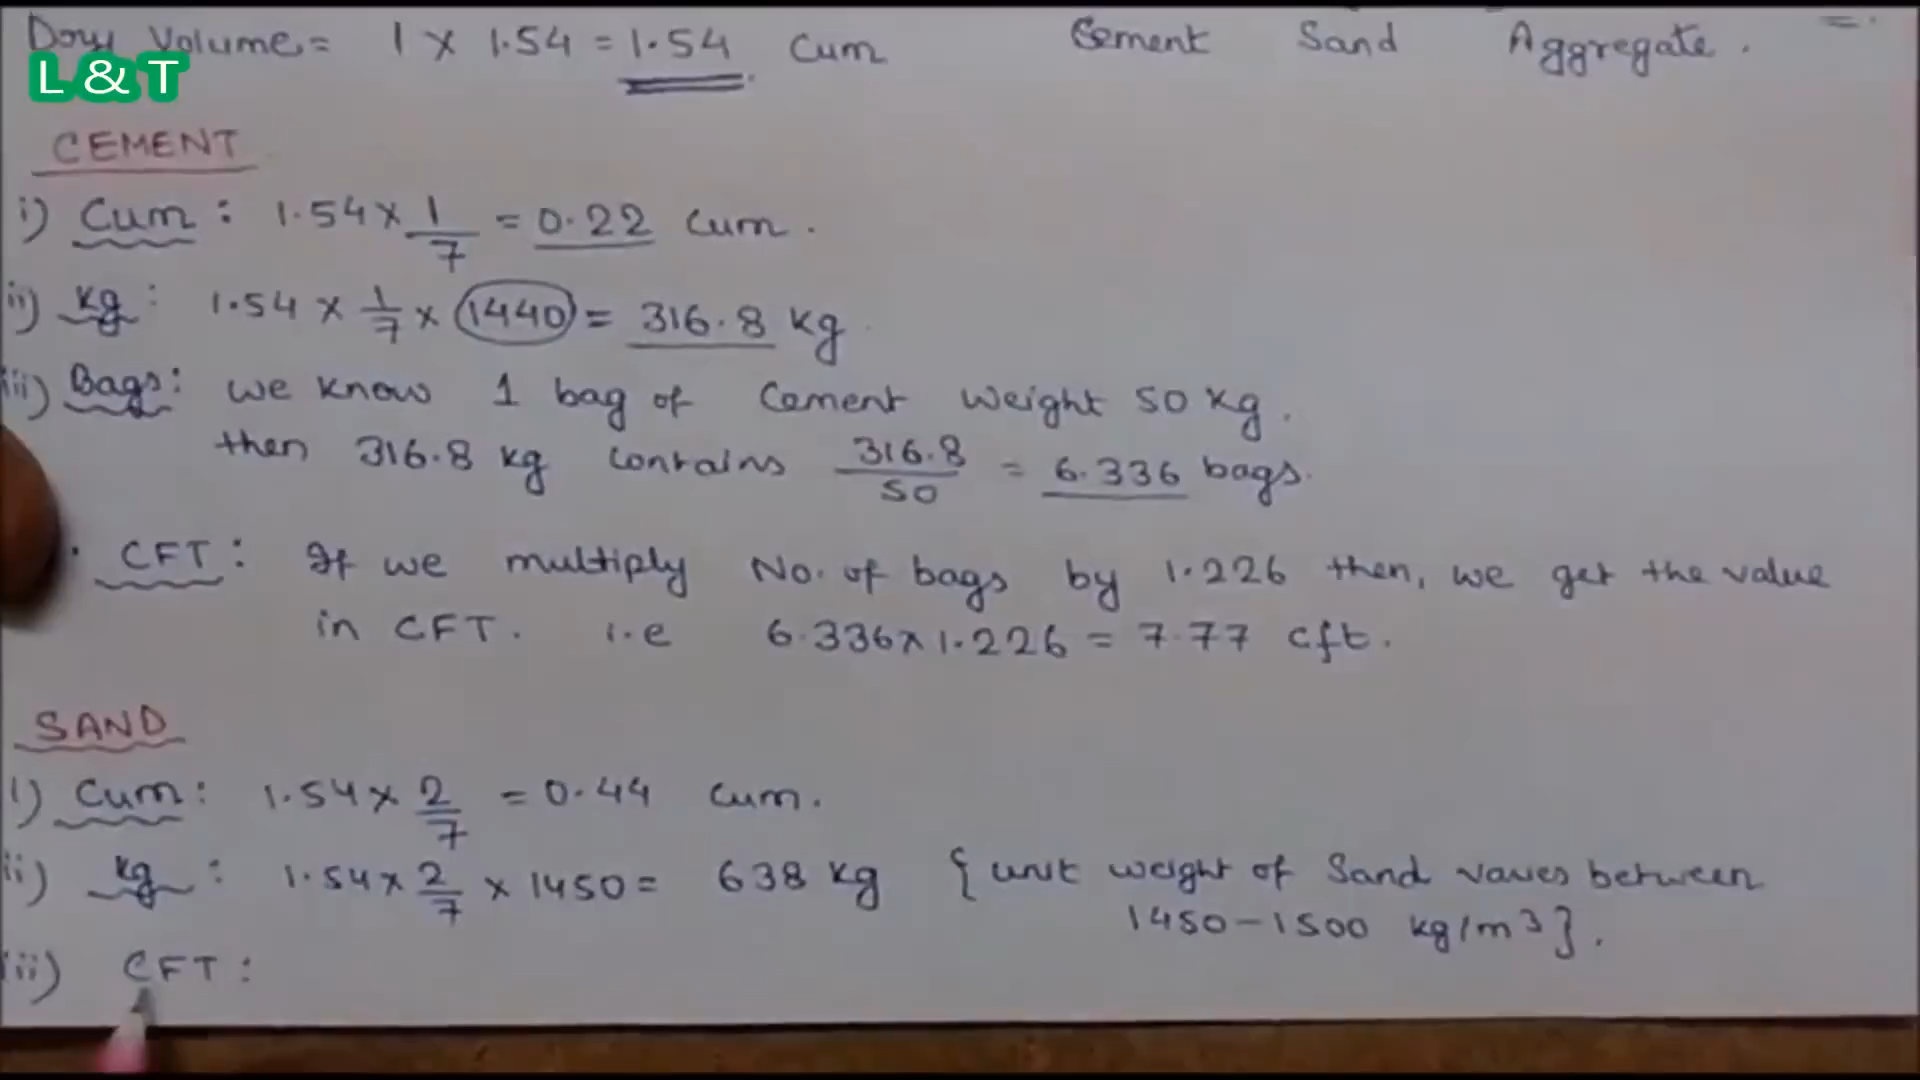 Dry Volume = 1 x 1.54 = 1.54 Cum
Cement Sand Aggregate.
L & T
CEMENT
i) Cum : 1.54 x 1/7 = 0.22 Cum.
ii) kg : 1.54 x 1/7 x 1440 = 316.8 kg
iii) Bags : we know 1 bag of Cement weight 50 kg.
then 316.8 kg contains 316.8/50 = 6.336 bags.
CFT : If we multiply No. of bags by 1.226 then, we get the value
in CFT. i.e 6.336 x 1.226 = 7.77 cft.
SAND
i) Cum : 1.54 x 2/7 = 0.44 Cum.
ii) kg : 1.54 x 2/7 x 1450 = 638 kg { unit weight of Sand varies between
1450-1500 kg/m3}.
iii) CFT :